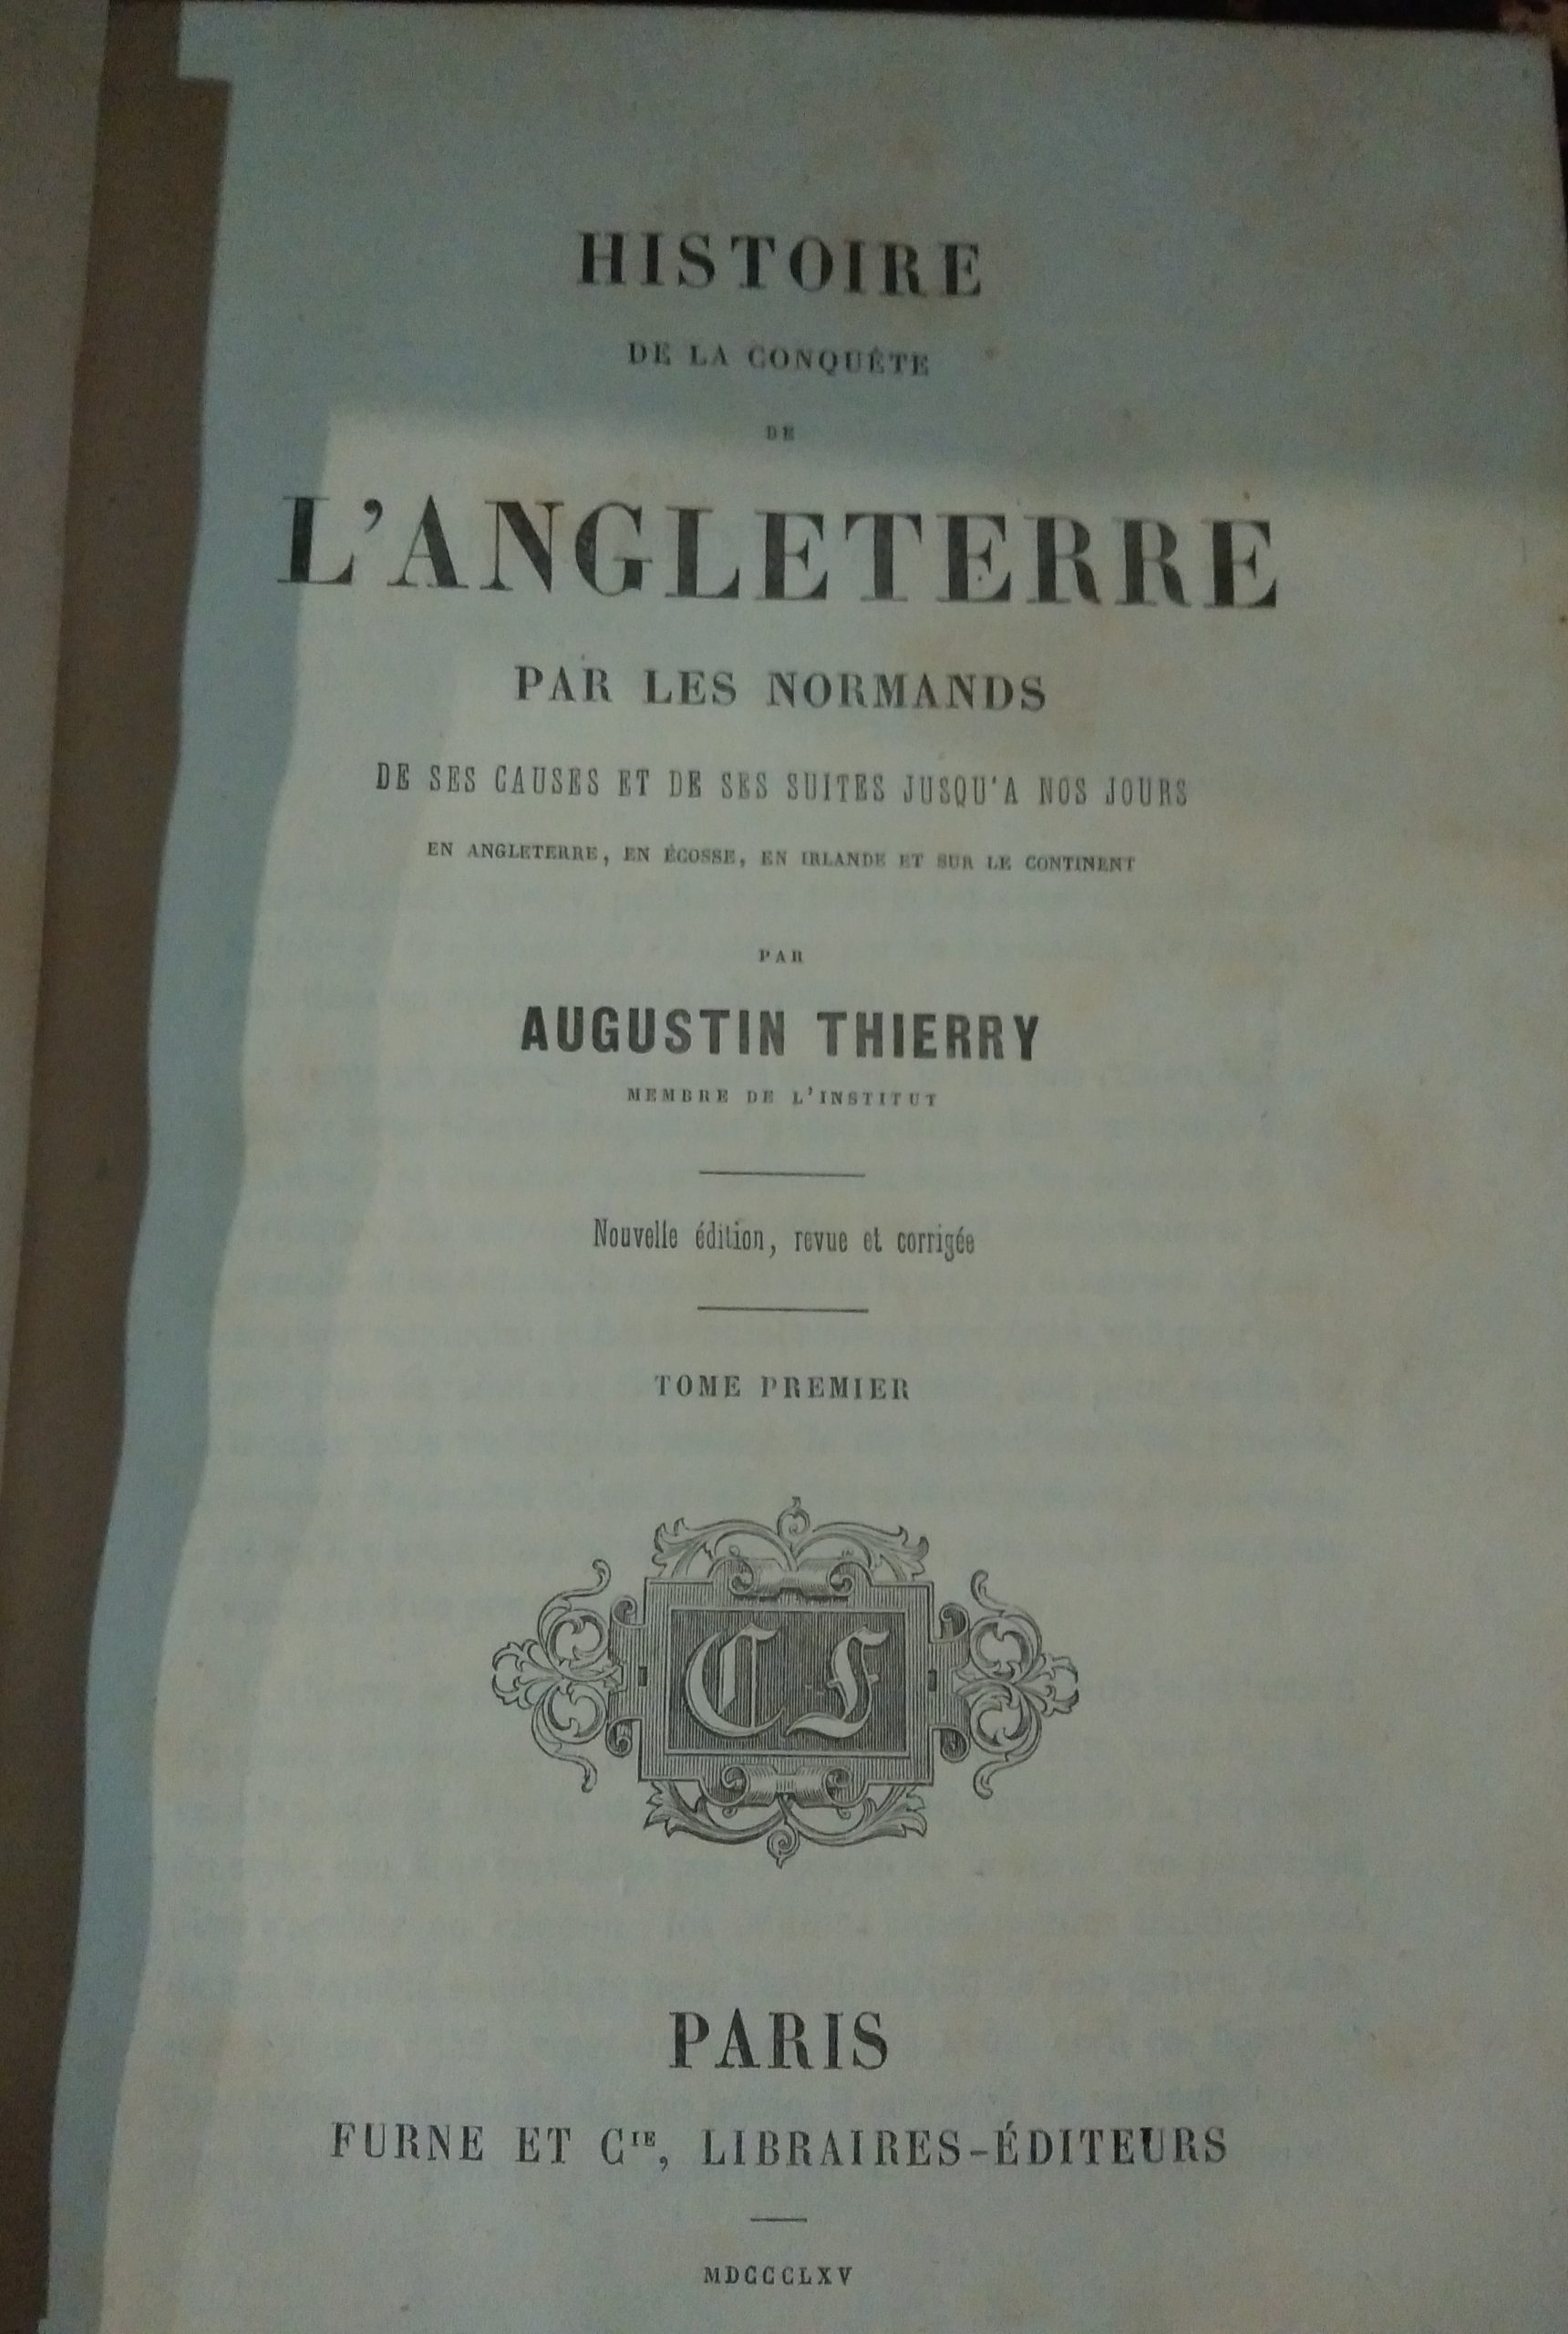 HISTOIRE
DE LA CONQUÊTE
DE
L'ANGLETERRE
PAR LES NORMANDS
DE SES CAUSES ET DE SES SUITES JUSQU'A NOS JOURS
EN ANGLETERRE, EN ÉCOSSE, EN IRLANDE ET SUR LE CONTINENT
PAR
AUGUSTIN THIERRY
MEMBRE DE L'INSTITUT
Nouvelle édition, revue et corrigée
TOME PREMIER
C F
PARIS
FURNE ET CIE, LIBRAIRES-ÉDITEURS
MDCCCLXV